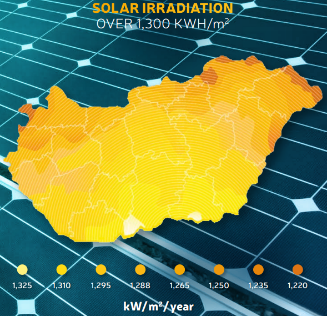 SOLAR IRRADIATION
OVER 1,300 KWH/m²
1,325 1,310 1,295 1,288 1,265 1,250 1,235 1,220
kW/m²/year